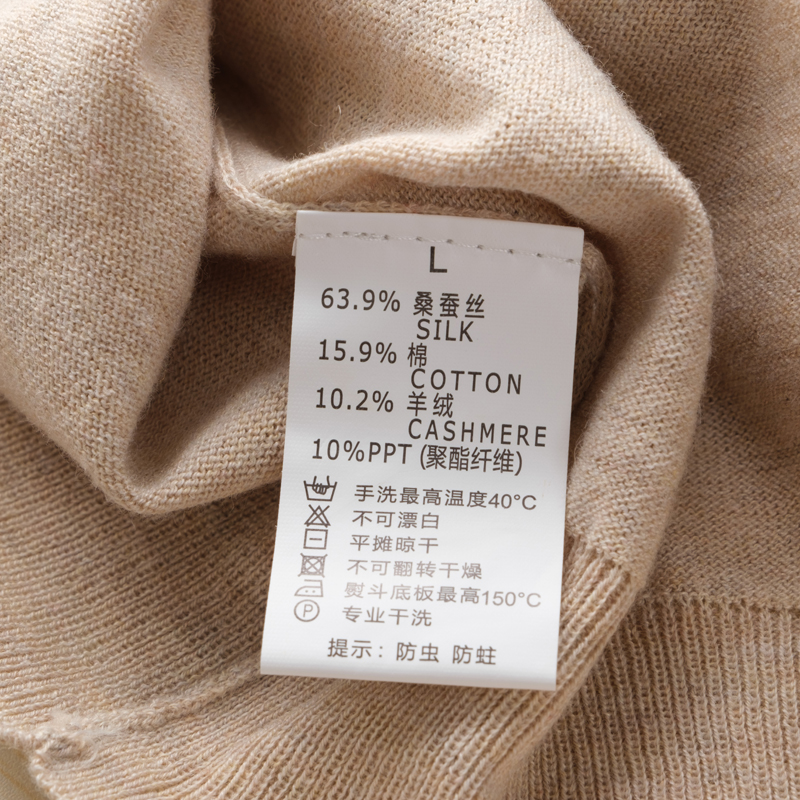 L
63.9% 桑蚕丝
SILK
15.9% 棉
COTTON
10.2% 羊绒
CASHMERE
10%PPT (聚酯纤维)
手洗最高温度40°C
不可漂白
平摊晾干
不可翻转干燥
熨斗底板最高150°C
P 专业干洗
提示: 防虫 防蛀